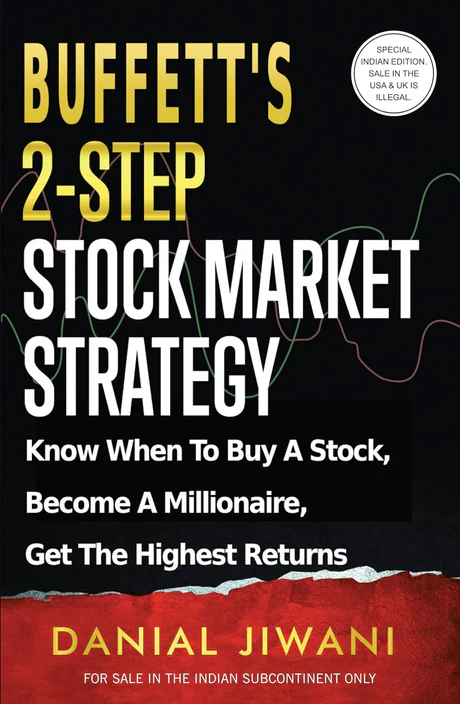 BUFFETT'S
SPECIAL
INDIAN EDITION.
SALE IN THE
USA & UK IS
ILLEGAL.
2-STEP
STOCK MARKET
STRATEGY
Know When To Buy A Stock,
Become A Millionaire,
Get The Highest Returns
DANIAL JIWANI
FOR SALE IN THE INDIAN SUBCONTINENT ONLY